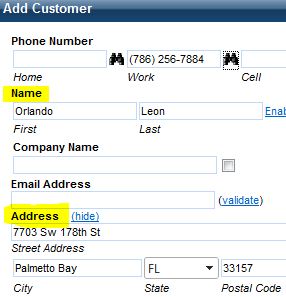 Add Customer
Phone Number
(786) 256-7884
Home Work Cell
Name
Orlando Leon Enab
First Last
Company Name
Email Address
(validate)
Address (hide)
7703 Sw 178th St
Street Address
Palmetto Bay FL 33157
City State Postal Code